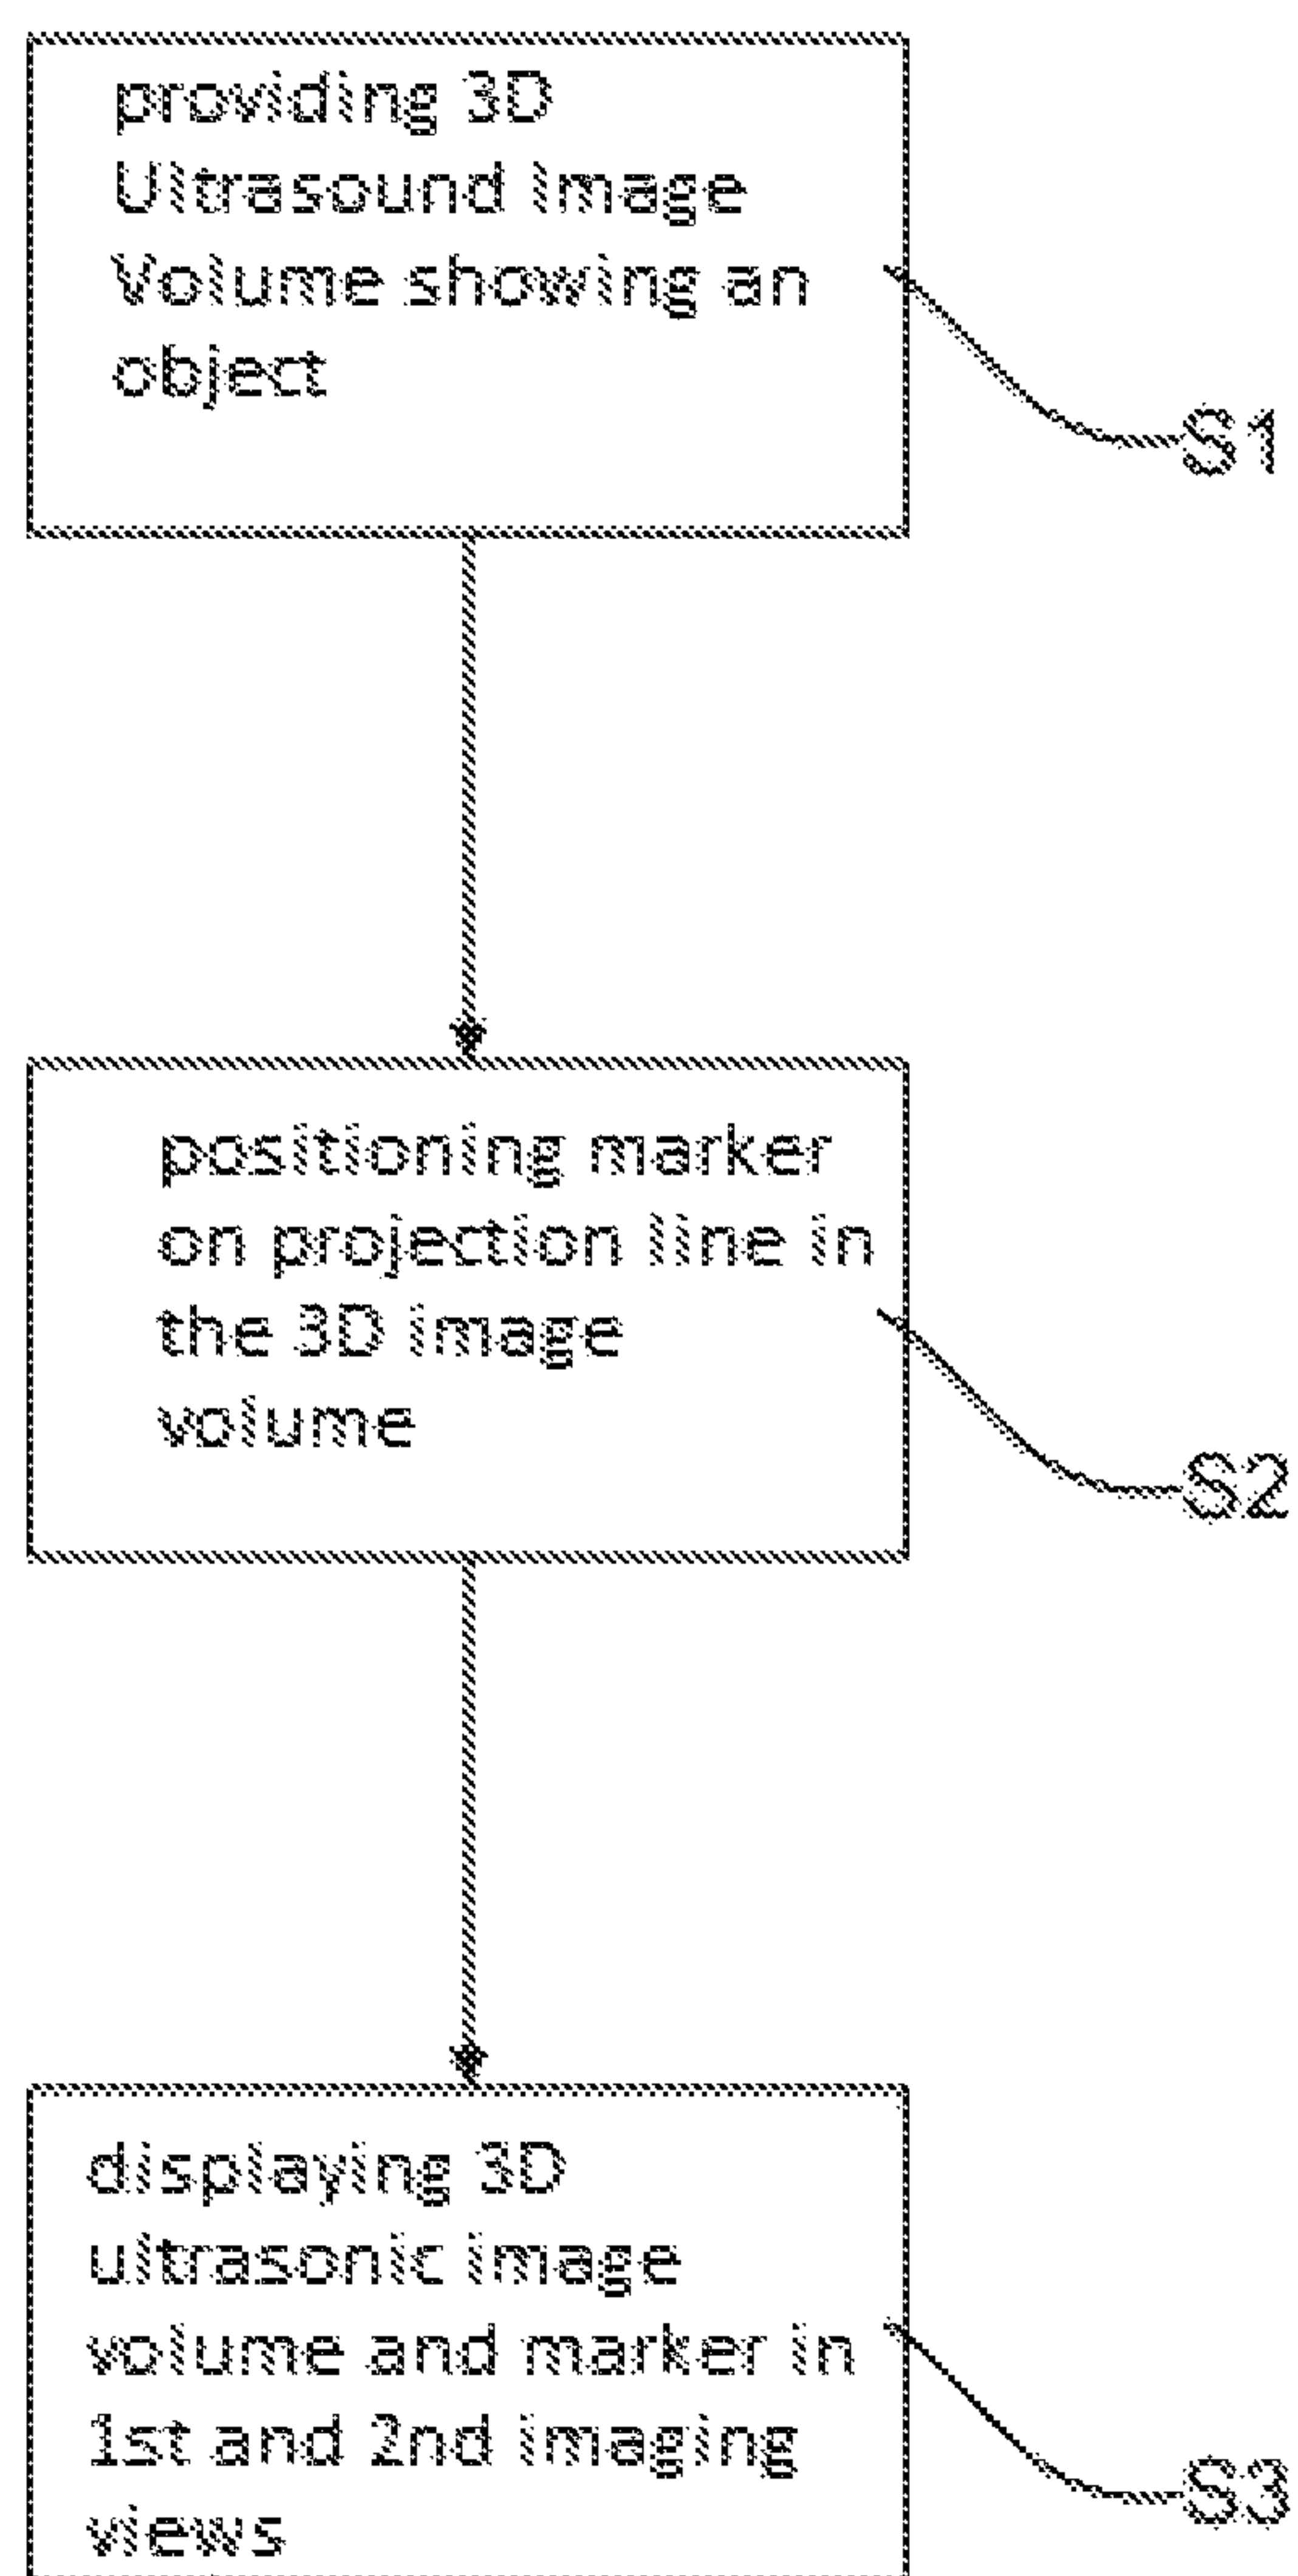 providing 3D
Ultrasound Image
Volume showing an
object
S1
positioning marker
on projection line in
the 3D image
volume
S2
displaying 3D
ultrasonic image
volume and marker in
1st and 2nd imaging
views
S3